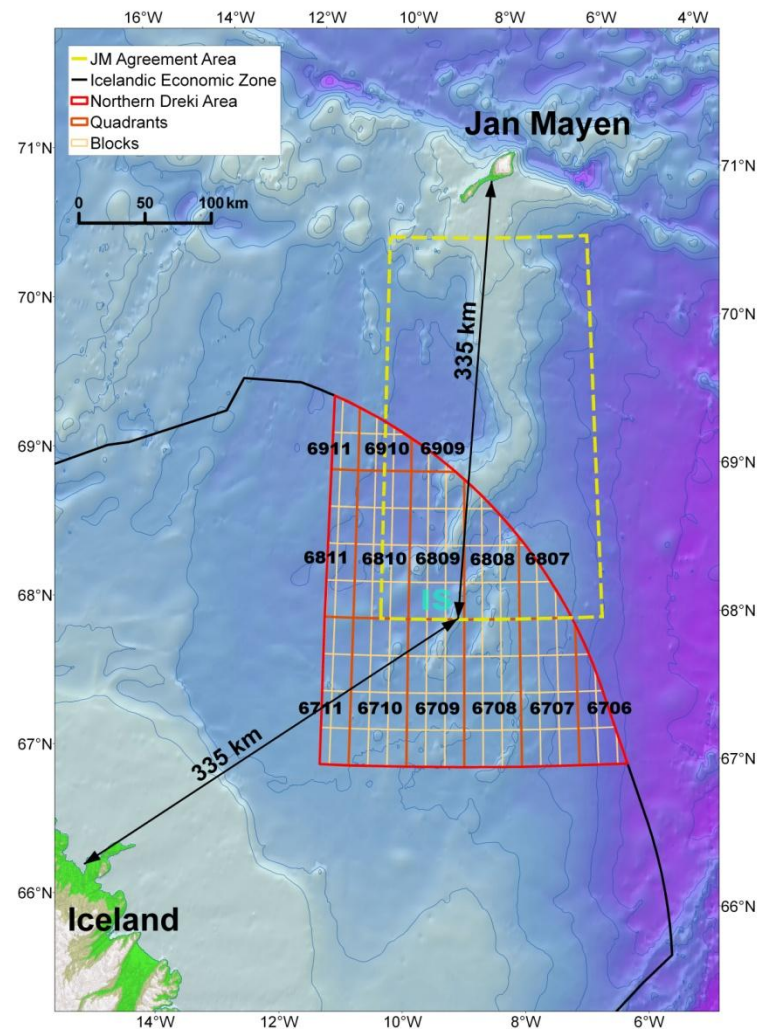 16°W 14°W 12°W 10°W 8°W 6°W 4°W
JM Agreement Area
Icelandic Economic Zone
Northern Dreki Area
Quadrants
Blocks
Jan Mayen
71°N
71°N
0 50 100 km
70°N
70°N
335 km
69°N
69°N
6911 6910 6909
6811 6810 6809 6808 6807
68°N
68°N
IS
6711 6710 6709 6708 6707 6706
67°N
67°N
335 km
66°N
66°N
Iceland
14°W 12°W 10°W 8°W 6°W